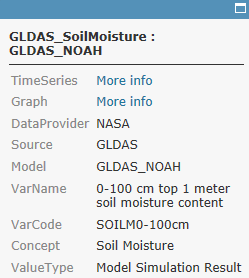 GLDAS_SoilMoisture :
GLDAS_NOAH
TimeSeries More info
Graph More info
DataProvider NASA
Source GLDAS
Model GLDAS_NOAH
VarName 0-100 cm top 1 meter
soil moisture content
VarCode SOILM0-100cm
Concept Soil Moisture
ValueType Model Simulation Result